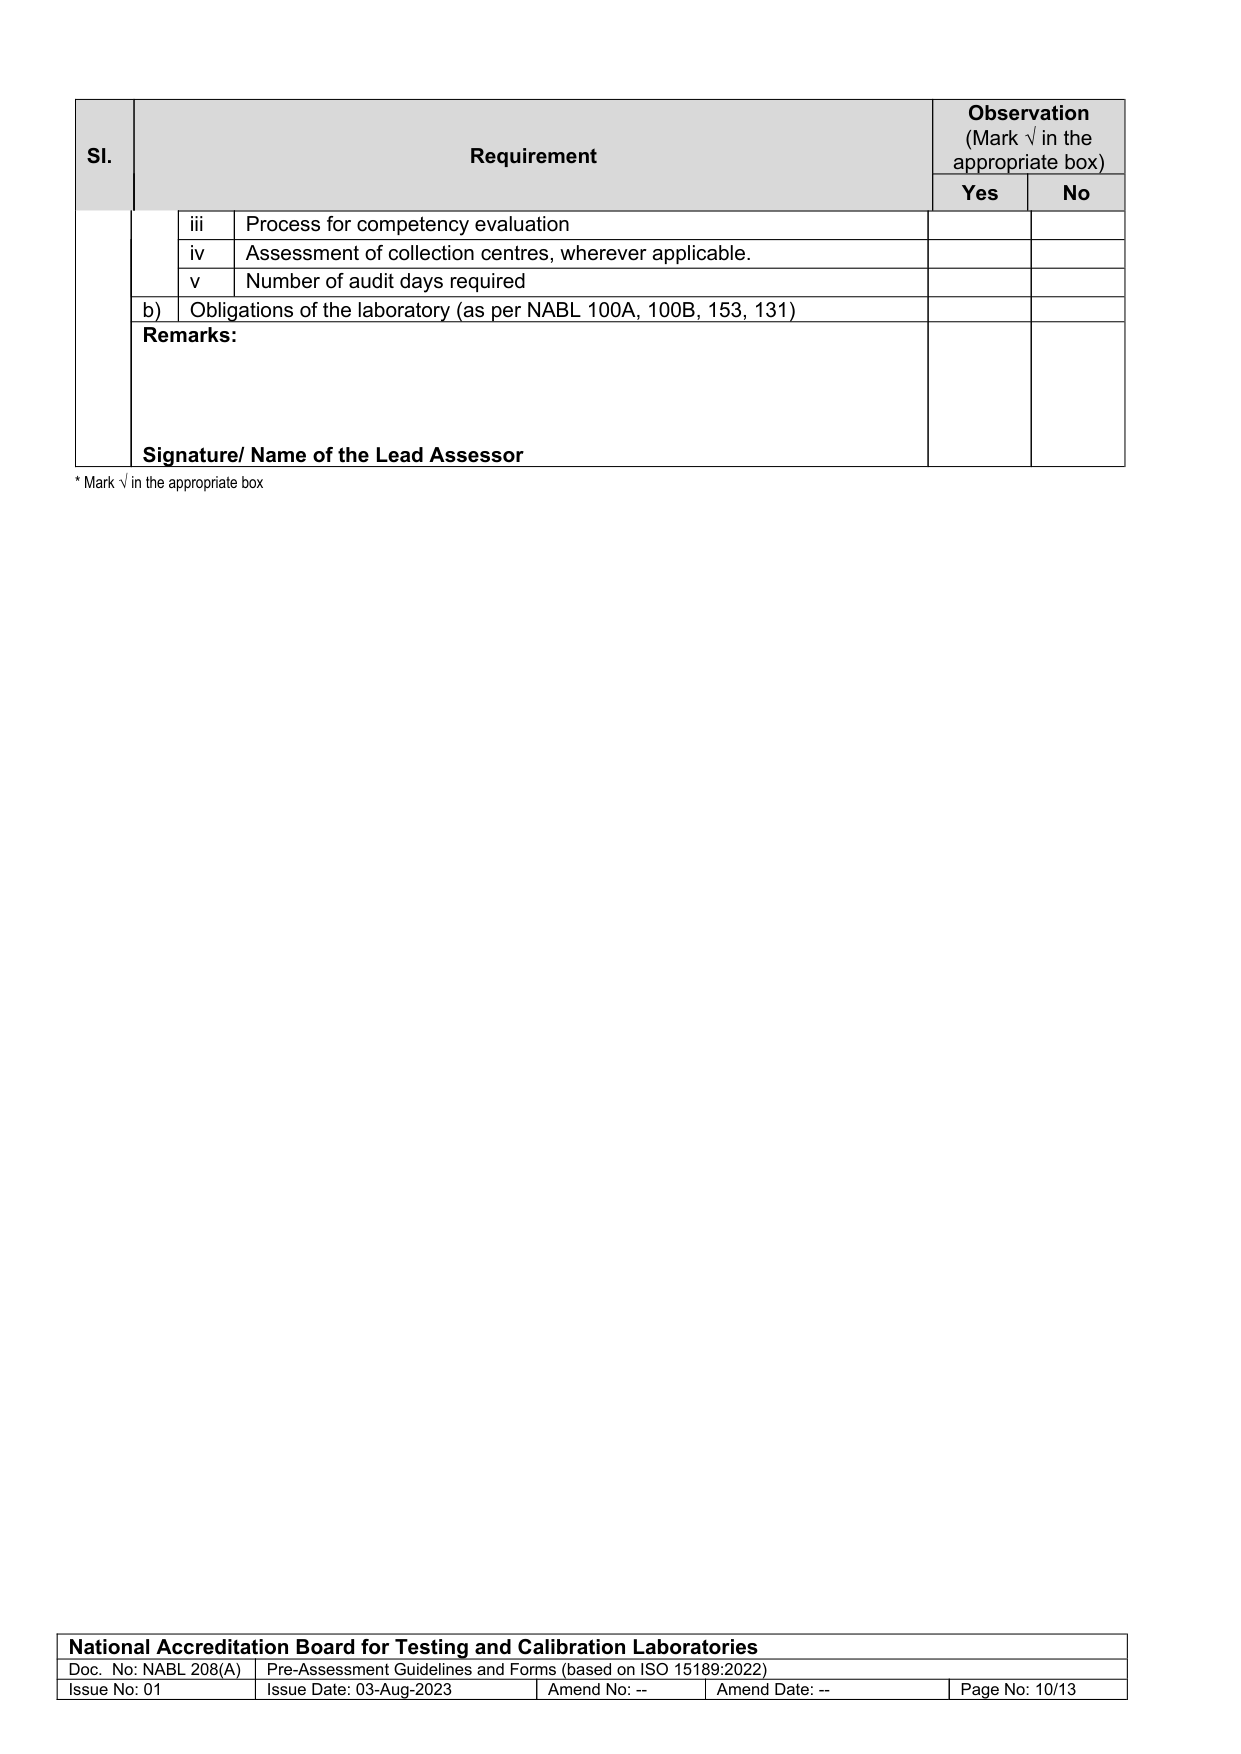 Sl.
Requirement
Observation
(Mark √ in the
appropriate box)
Yes No
iii Process for competency evaluation
iv Assessment of collection centres, wherever applicable.
v Number of audit days required
b) Obligations of the laboratory (as per NABL 100A, 100B, 153, 131)
Remarks:
Signature/ Name of the Lead Assessor
* Mark √ in the appropriate box
National Accreditation Board for Testing and Calibration Laboratories
Doc. No: NABL 208(A) Pre-Assessment Guidelines and Forms (based on ISO 15189:2022)
Issue No: 01 Issue Date: 03-Aug-2023 Amend No: -- Amend Date: -- Page No: 10/13